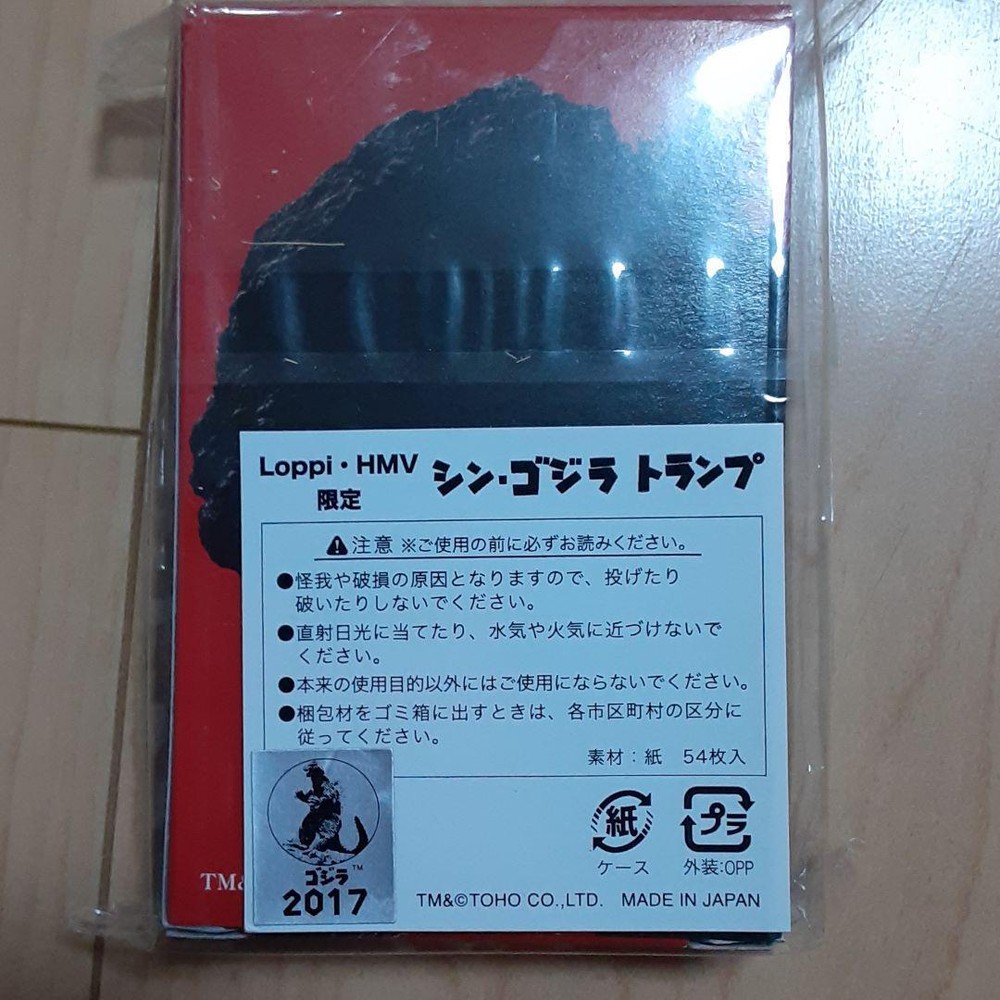 Loppi・HMV
限定
シン・ゴジラ トランプ
注意 ※ご使用の前に必ずお読みください。
●怪我や破損の原因となりますので、投げたり
破いたりしないでください。
●直射日光に当てたり、水気や火気に近づけないで
ください。
●本来の使用目的以外にはご使用にならないでください。
●梱包材をゴミ箱に出すときは、各市区町村の区分に
従ってください。
素材：紙 54枚入
紙
ケース
プラ
外装:OPP
ゴジラ™
2017
TM&©TOHO CO.,LTD. MADE IN JAPAN
TM&